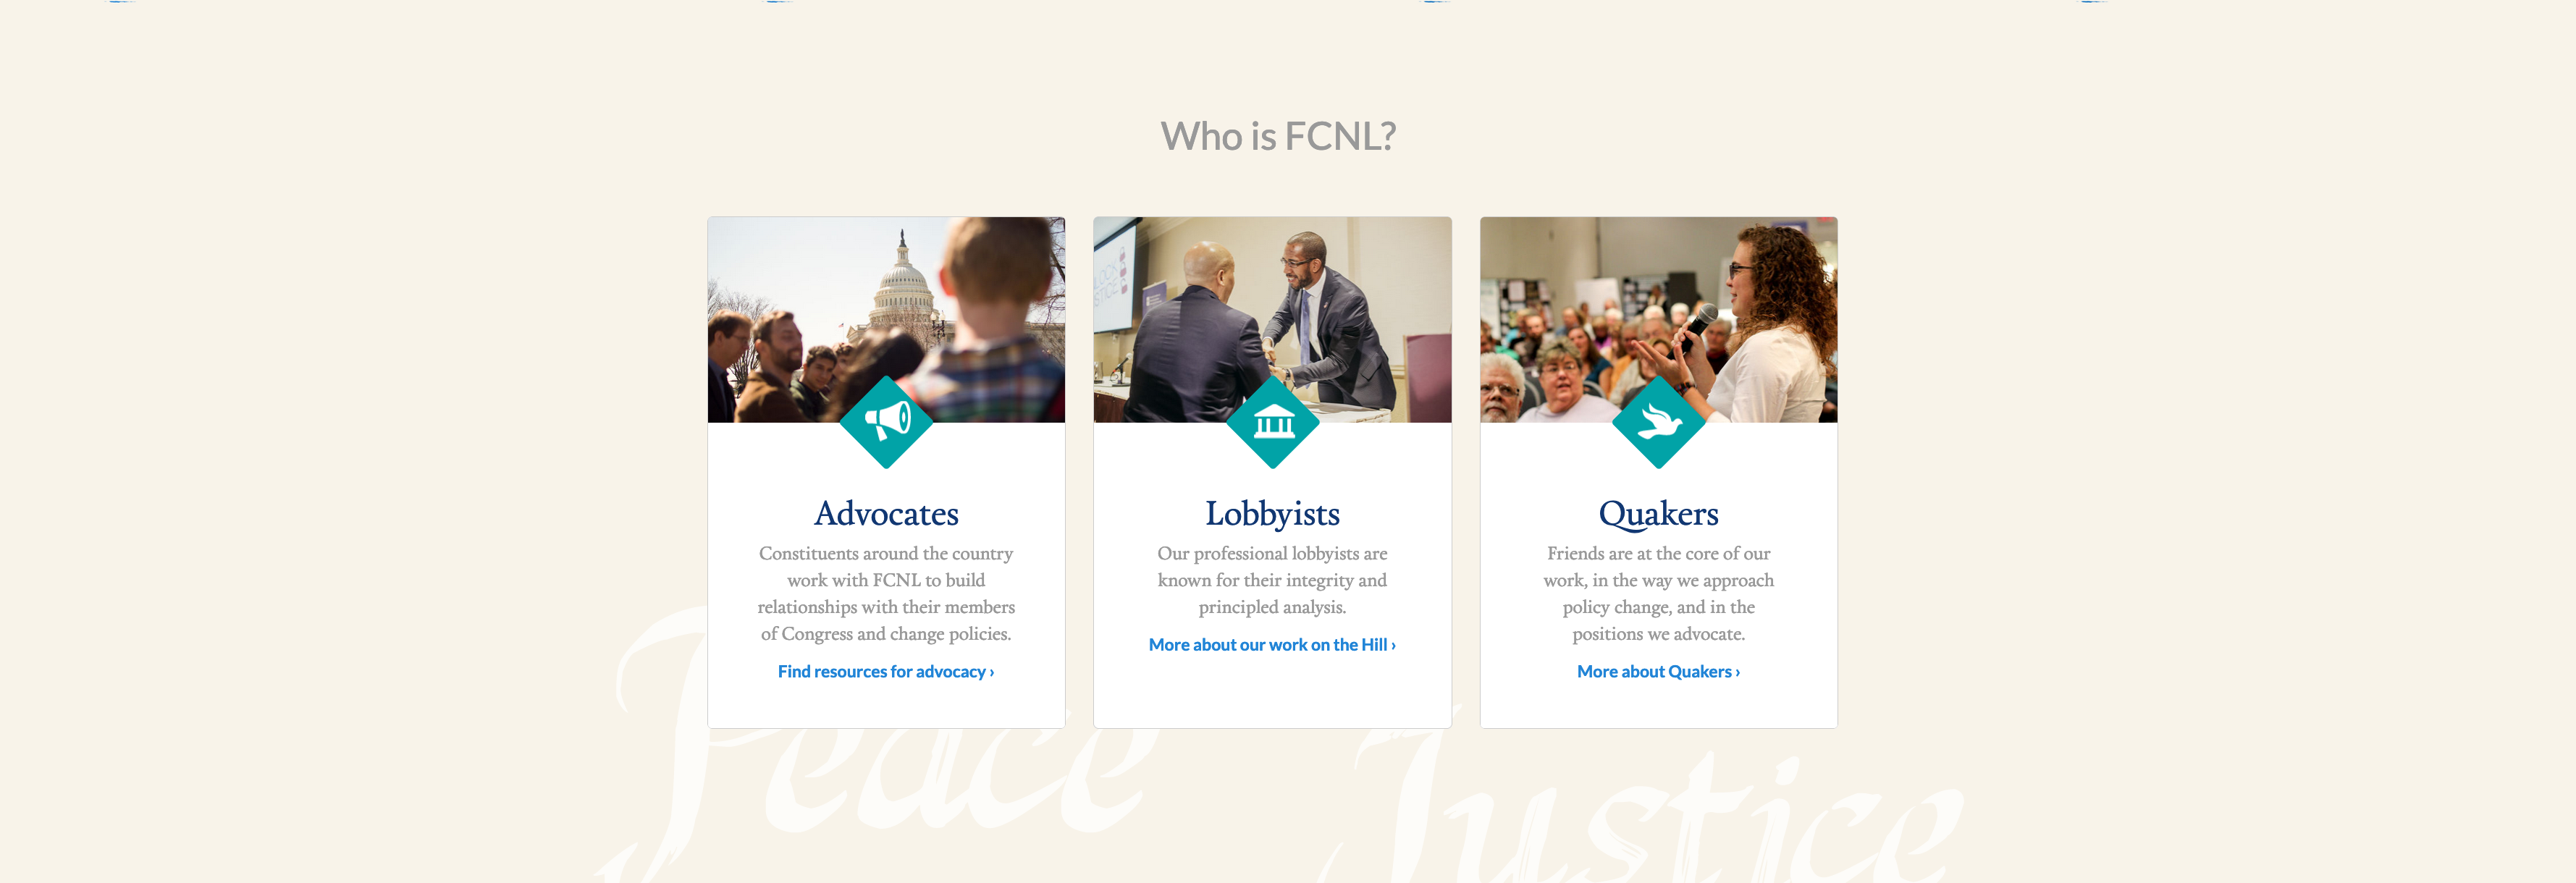 Who is FCNL?
Advocates
Constituents around the country
work with FCNL to build
relationships with their members
of Congress and change policies.
Find resources for advocacy ›
Lobbyists
Our professional lobbyists are
known for their integrity and
principled analysis.
More about our work on the Hill ›
Quakers
Friends are at the core of our
work, in the way we approach
policy change, and in the
positions we advocate.
More about Quakers ›
Peace
Justice